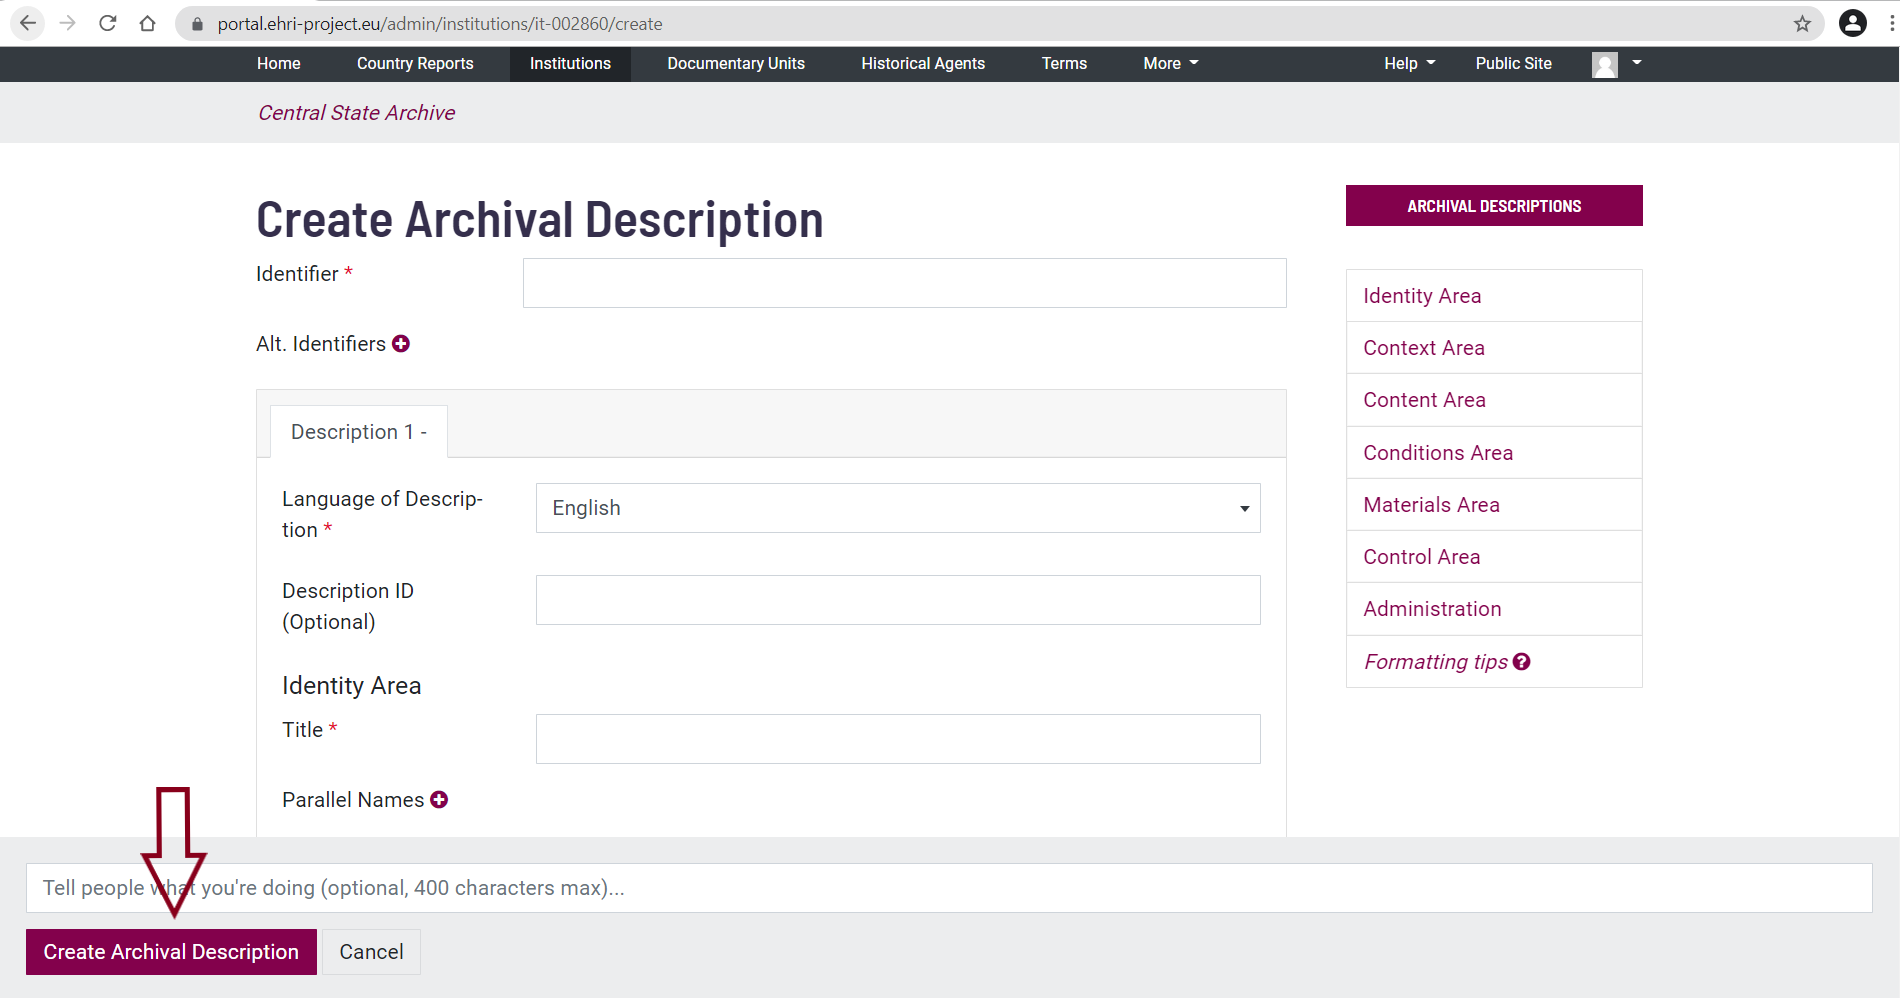 portal.ehri-project.eu/admin/institutions/it-002860/create
Home Country Reports Institutions Documentary Units Historical Agents Terms More Help Public Site
Central State Archive
Create Archival Description
Identifier *
Alt. Identifiers
Description 1 -
Language of Descrip-
tion *
English
Description ID
(Optional)
Identity Area
Title *
Parallel Names
ARCHIVAL DESCRIPTIONS
Identity Area
Context Area
Content Area
Conditions Area
Materials Area
Control Area
Administration
Formatting tips
Tell people what you're doing (optional, 400 characters max)...
Create Archival Description Cancel